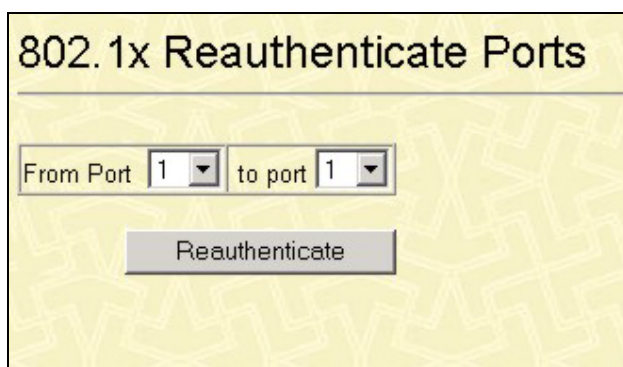 802.1x Reauthenticate Ports
From Port 1 to port 1
Reauthenticate